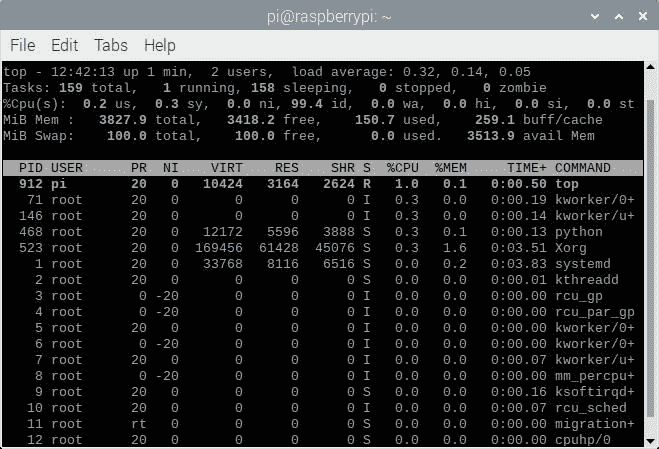 pi@raspberrypi: ~
File Edit Tabs Help
top - 12:42:13 up 1 min,  2 users,  load average: 0.32, 0.14, 0.05
Tasks: 159 total,   1 running, 158 sleeping,   0 stopped,   0 zombie
%Cpu(s):  0.2 us,  0.3 sy,  0.0 ni, 99.4 id,  0.0 wa,  0.0 hi,  0.0 si,  0.0 st
MiB Mem :   3827.9 total,   3418.2 free,    150.7 used,    259.1 buff/cache
MiB Swap:    100.0 total,    100.0 free,      0.0 used.   3513.9 avail Mem
PID USER      PR  NI    VIRT    RES    SHR S  %CPU  %MEM     TIME+ COMMAND
912 pi        20   0   10424   3164   2624 R   1.0   0.1   0:00.50 top
71 root      20   0       0      0      0 I   0.3   0.0   0:00.19 kworker/0+
146 root      20   0       0      0      0 I   0.3   0.0   0:00.14 kworker/u+
468 root      20   0   12172   5596   3888 S   0.3   0.1   0:00.13 python
523 root      20   0  169456  61428  45076 S   0.3   1.6   0:03.51 Xorg
1 root      20   0   33768   8116   6516 S   0.0   0.2   0:03.83 systemd
2 root      20   0       0      0      0 S   0.0   0.0   0:00.01 kthreadd
3 root       0 -20       0      0      0 I   0.0   0.0   0:00.00 rcu_gp
4 root       0 -20       0      0      0 I   0.0   0.0   0:00.00 rcu_par_gp
5 root      20   0       0      0      0 I   0.0   0.0   0:00.00 kworker/0+
6 root       0 -20       0      0      0 I   0.0   0.0   0:00.00 kworker/0+
7 root      20   0       0      0      0 I   0.0   0.0   0:00.07 kworker/u+
8 root       0 -20       0      0      0 I   0.0   0.0   0:00.00 mm_percpu+
9 root      20   0       0      0      0 S   0.0   0.0   0:00.16 ksoftirqd+
10 root      20   0       0      0      0 I   0.0   0.0   0:00.07 rcu_sched
11 root      rt   0       0      0      0 S   0.0   0.0   0:00.00 migration+
12 root      20   0       0      0      0 S   0.0   0.0   0:00.00 cpuhp/0